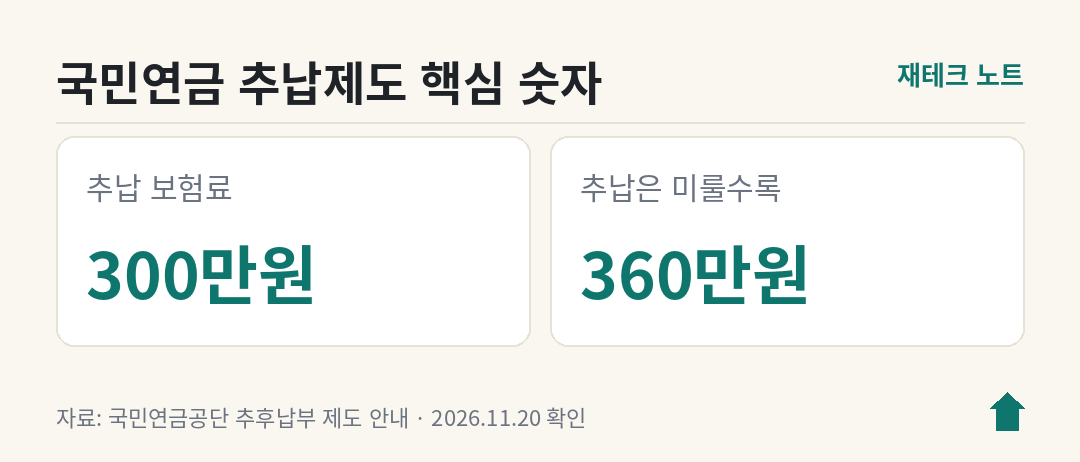 국민연금 추납제도 핵심 숫자
재테크 노트
추납 보험료
300만원
추납은 미룰수록
360만원
자료: 국민연금공단 추후납부 제도 안내 · 2026.11.20 확인